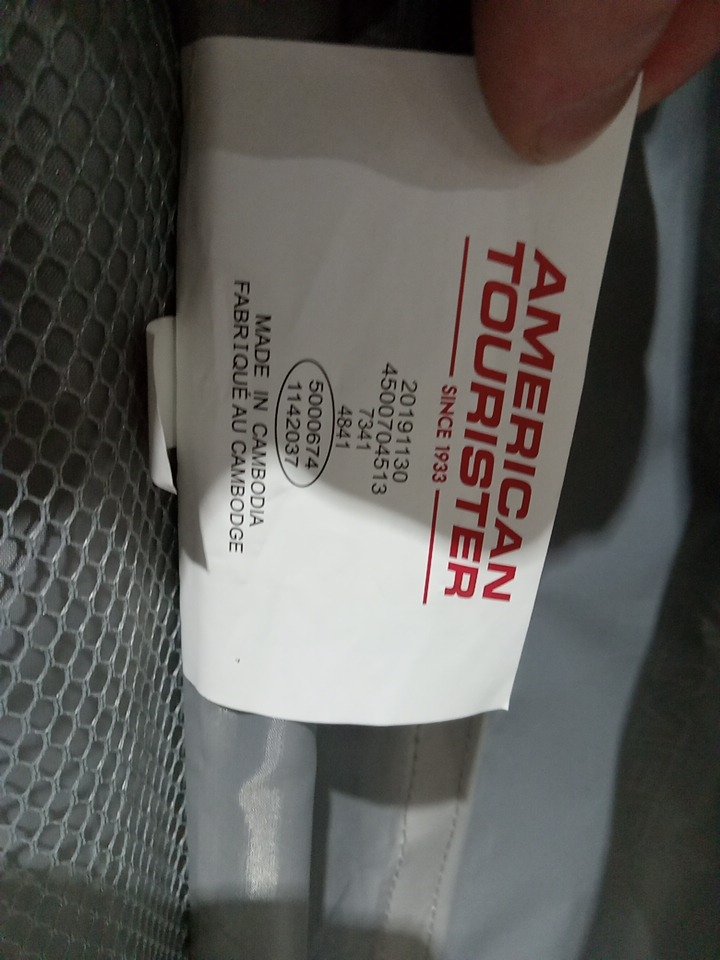 AMERICAN
TOURISTER
SINCE 1933
20191130
4500704513
7341
4841
5000674
1142037
MADE IN CAMBODIA
FABRIQUÉ AU CAMBODGE